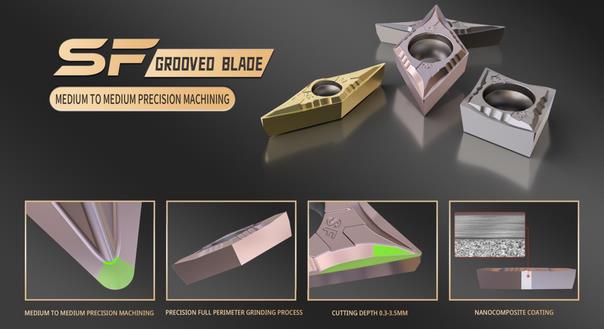 SF GROOVED BLADE
MEDIUM TO MEDIUM PRECISION MACHINING
SF
MEDIUM TO MEDIUM PRECISION MACHINING
PRECISION FULL PERIMETER GRINDING PROCESS
CUTTING DEPTH 0.3-3.5MM
NANOCOMPOSITE COATING